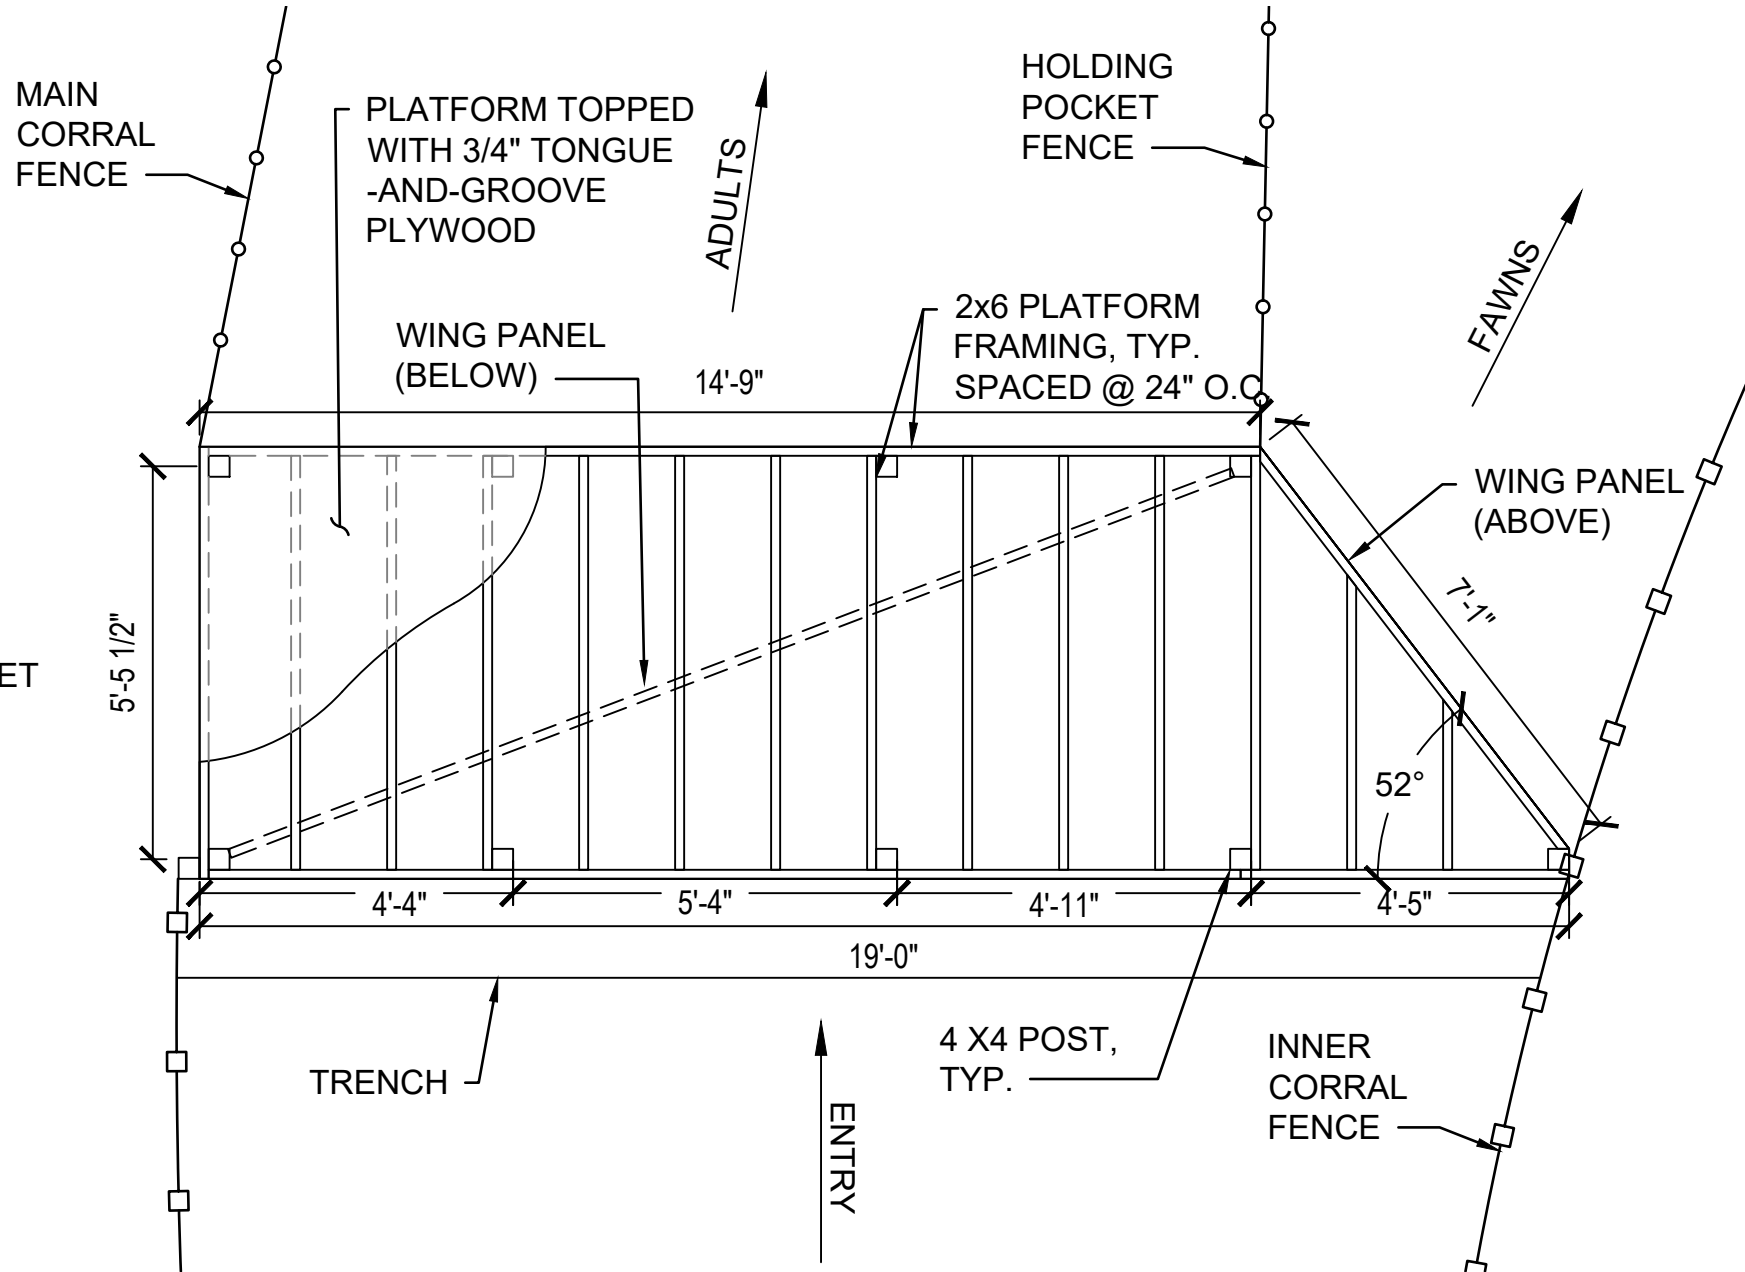 MAIN
CORRAL
FENCE
PLATFORM TOPPED
WITH 3/4" TONGUE
-AND-GROOVE
PLYWOOD
ADULTS
HOLDING
POCKET
FENCE
FAWNS
WING PANEL
(BELOW)
14'-9"
2x6 PLATFORM
FRAMING, TYP.
SPACED @ 24" O.C
WING PANEL
(ABOVE)
7'-1"
5'-5 1/2"
ET
52°
4'-4"
5'-4"
4'-11"
4'-5"
19'-0"
TRENCH
ENTRY
4 X4 POST,
TYP.
INNER
CORRAL
FENCE